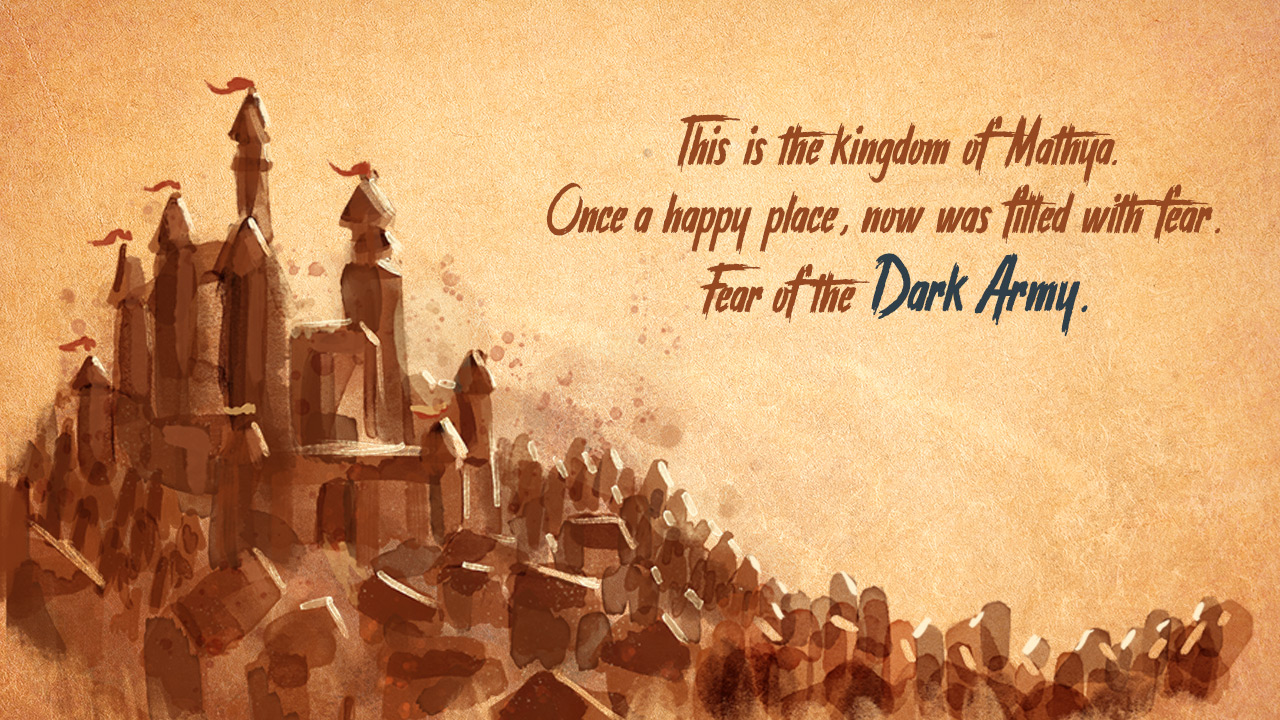 This is the kingdom of Mathya.
Once a happy place, now was filled with fear.
Fear of the Dark Army.